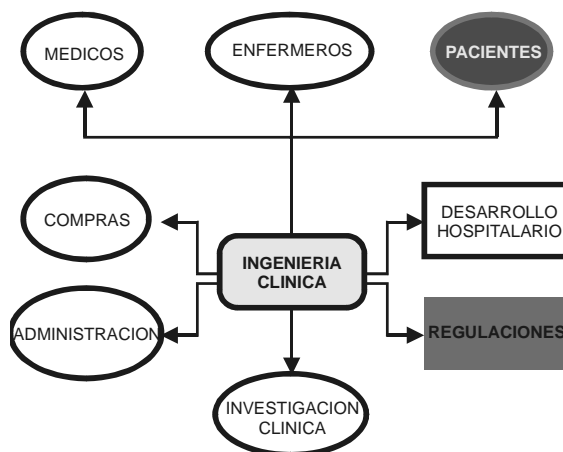 MEDICOS
ENFERMEROS
PACIENTES
COMPRAS
DESARROLLO
HOSPITALARIO
INGENIERIA
CLINICA
ADMINISTRACION
REGULACIONES
INVESTIGACION
CLINICA